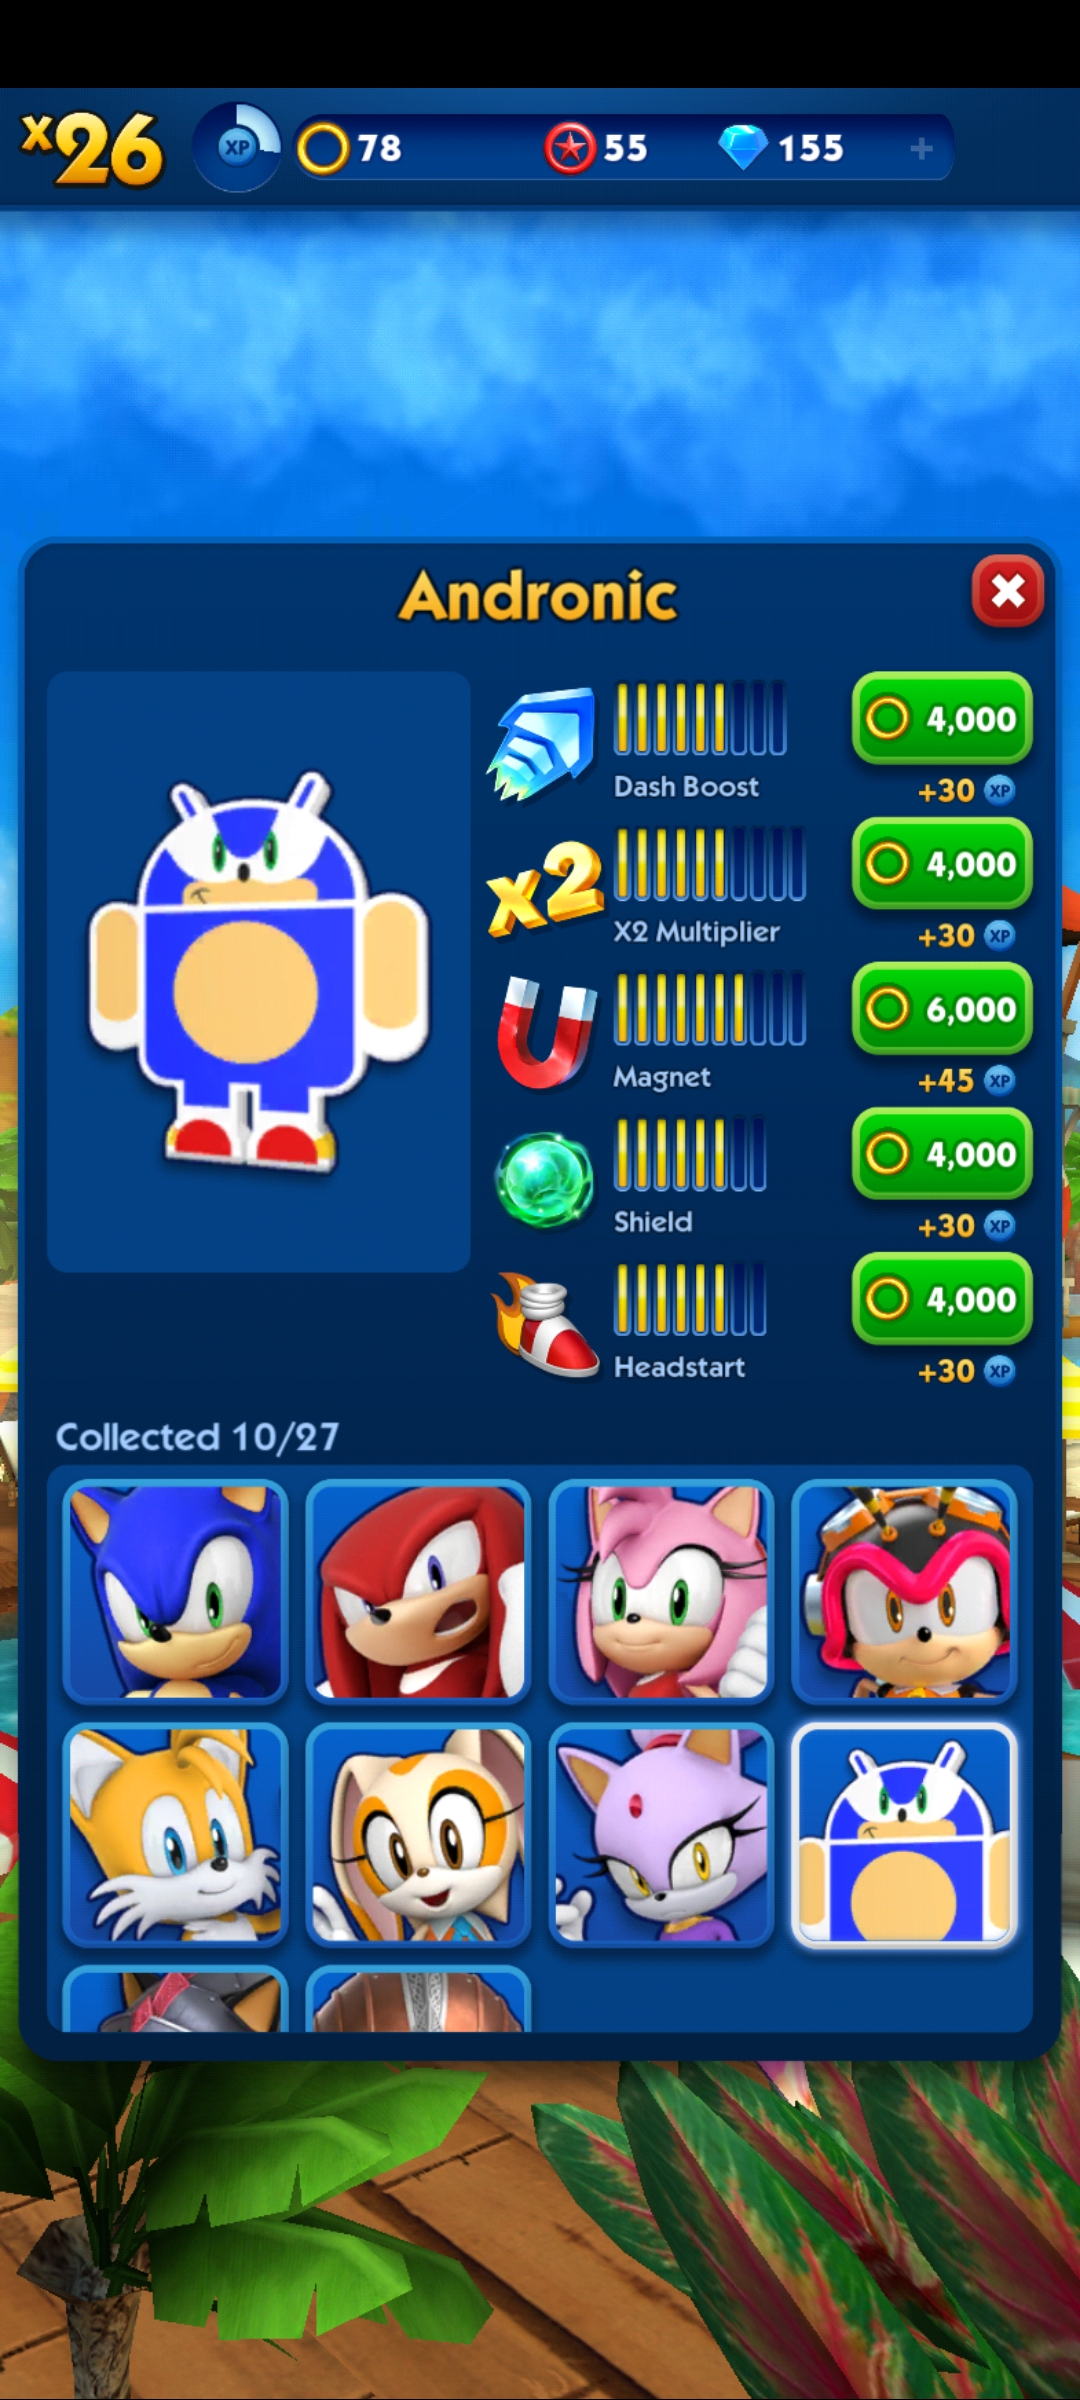 x26 XP 78 55 155 +
Andronic
4,000
Dash Boost +30 XP
x2 4,000
X2 Multiplier +30 XP
6,000
Magnet +45 XP
4,000
Shield +30 XP
4,000
Headstart +30 XP
Collected 10/27